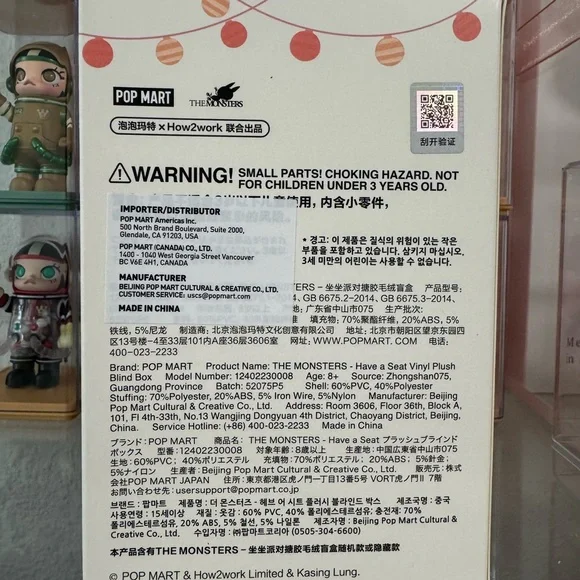 POP MART
THE MONSTERS
泡泡玛特 × How2work 联合出品
刮开验证
WARNING! SMALL PARTS! CHOKING HAZARD. NOT
FOR CHILDREN UNDER 3 YEARS OLD.
使用，内含小零件，
IMPORTER/DISTRIBUTOR
POP MART Americas Inc.
500 North Brand Boulevard, Suite 2000,
Glendale, CA 91203, USA
POP MART (CANADA) CO., LTD.
1400 - 1040 West Georgia Street Vancouver
BC V6E 4H1, CANADA
MANUFACTURER
BEIJING POP MART CULTURAL & CREATIVE CO., LTD.
CUSTOMER SERVICE: uscs@popmart.com
MADE IN CHINA
* 경고: 이 제품은 질식의 위험이 있는 작은
부품을 포함하고 있습니다. 삼키지 마십시오.
3세 미만의 어린이는 사용할 수 없습니다.
MONSTERS – 坐坐派对搪胶毛绒盲盒 产品型号:
GB 6675.2–2014, GB 6675.3–2014,
产地: 广东省中山市075 生产批次:
填充物: 70%聚酯纤维, 20%ABS, 5%
铁线, 5%尼龙 制造商: 北京泡泡玛特文化创意有限公司 地址: 北京市朝阳区望京东园四
区13号楼-4至33层101内A座36层3606号 网址: WWW.POPMART.COM 电话:
400-023-2233
Brand: POP MART Product Name: THE MONSTERS - Have a Seat Vinyl Plush
Blind Box Model Number: 12402230008 Age: 8+ Source: Zhongshan075,
Guangdong Province Batch: 52075P5 Shell: 60%PVC, 40%Polyester
Stuffing: 70%Polyester, 20%ABS, 5% Iron Wire, 5%Nylon Manufacturer: Beijing
Pop Mart Cultural & Creative Co., Ltd. Address: Room 3606, Floor 36th, Block A,
101, Fl 4th-33th, No.13 Wangjing Dongyuan 4th-district, Chaoyang District, Beijing,
China. Service Hotline: (+86) 400-023-2233 Made in China
ブランド: POP MART 商品名: THE MONSTERS - Have a Seat プラッシュブラインド
ボックス 型番: 12402230008 対象年齢: 8歳以上 生産地: 中国広東省中山市075
生地: 60%PVC; 40%ポリエステル 充填物: 70%ポリエステル; 20%ABS; 5%針金;
5%ナイロン 生産者: Beijing Pop Mart Cultural & Creative Co., Ltd. 販売元: 株式
会社POP MART JAPAN 住所: 東京都港区虎ノ門一丁目13番9号 VORT虎ノ門Ⅱ 7階
お問い合わせ先: usersupport@popmart.co.jp
브랜드: 팝마트 제품명: 더 몬스터즈 - 해브 어 시트 플러시 블라인드 박스 제조국: 중국
사용연령: 15세이상 재질: 겉감: 60% PVC, 40% 폴리에스테르섬유, 충전재: 70%
폴리에스테르섬유, 20% ABS, 5% 철선, 5% 나일론 제조자: Beijing Pop Mart Cultural &
Creative Co., Ltd. 수입자명: ㈜팝마트코리아 (0505-304-6600)
本产品含有THE MONSTERS – 坐坐派对搪胶毛绒盲盒随机款或隐藏款
© POP MART & How2work Limited & Kasing Lung.